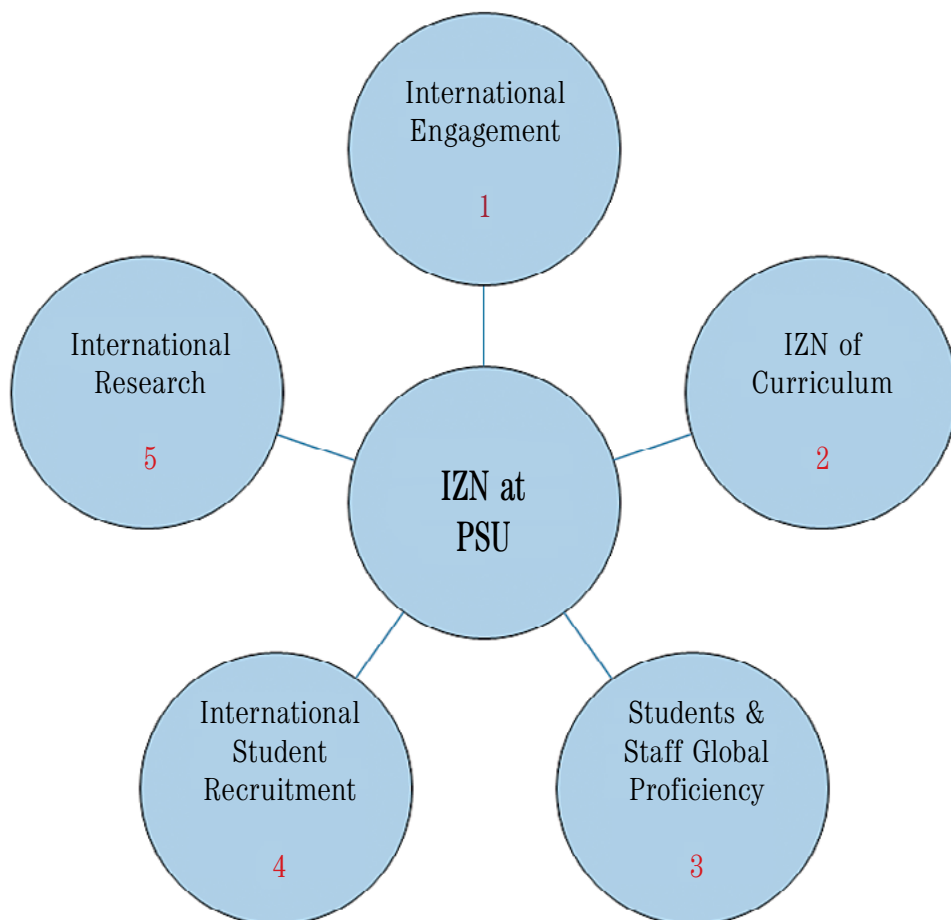 International
Engagement
1
IZN of
Curriculum
2
Students &
Staff Global
Proficiency
3
International
Student
Recruitment
4
International
Research
5
IZN at
PSU